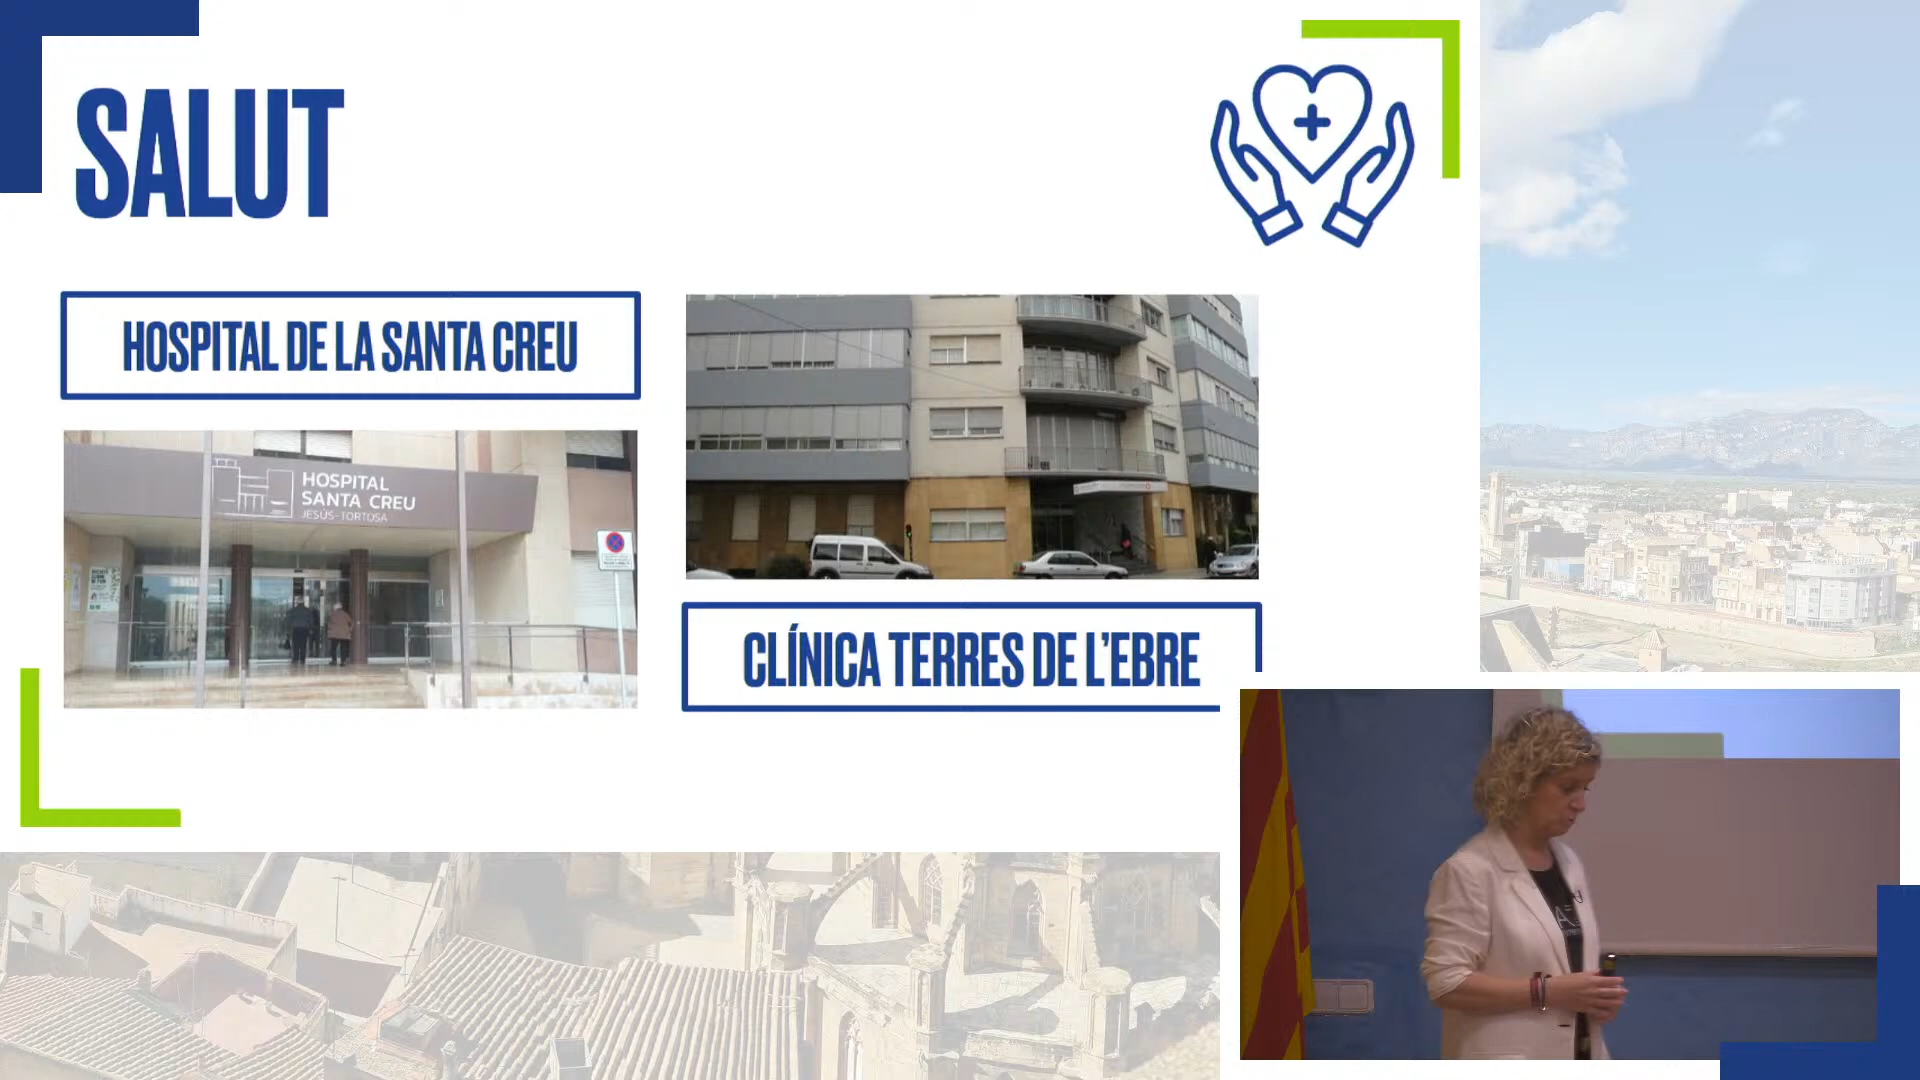 SALUT
HOSPITAL DE LA SANTA CREU
HOSPITAL
SANTA CREU
JESÚS-TORTOSA
CLÍNICA TERRES DE L'EBRE